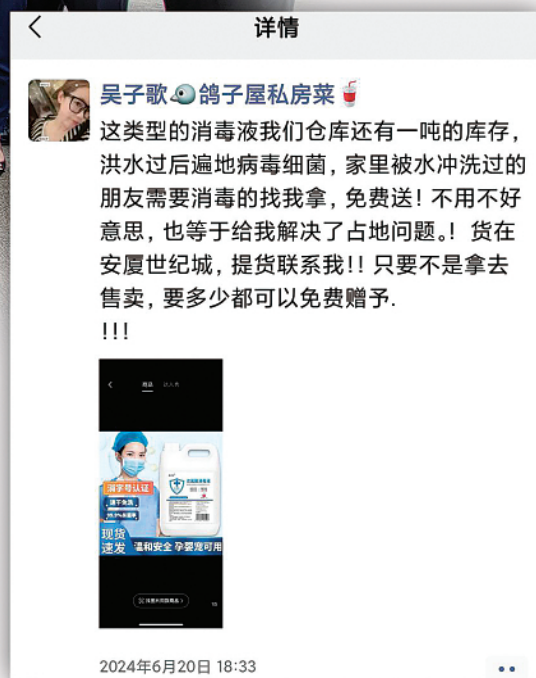 详情
吴子歌🐦鸽子屋私房菜🥤
这类型的消毒液我们仓库还有一吨的库存，
洪水过后遍地病毒细菌，家里被水冲洗过的
朋友需要消毒的找我拿，免费送！不用不好
意思，也等于给我解决了占地问题。！货在
安厦世纪城，提货联系我!! 只要不是拿去
售卖，要多少都可以免费赠予.
!!!
商品
消字号认证
现货
速发
温和安全 孕婴宠可用
2024年6月20日 18:33